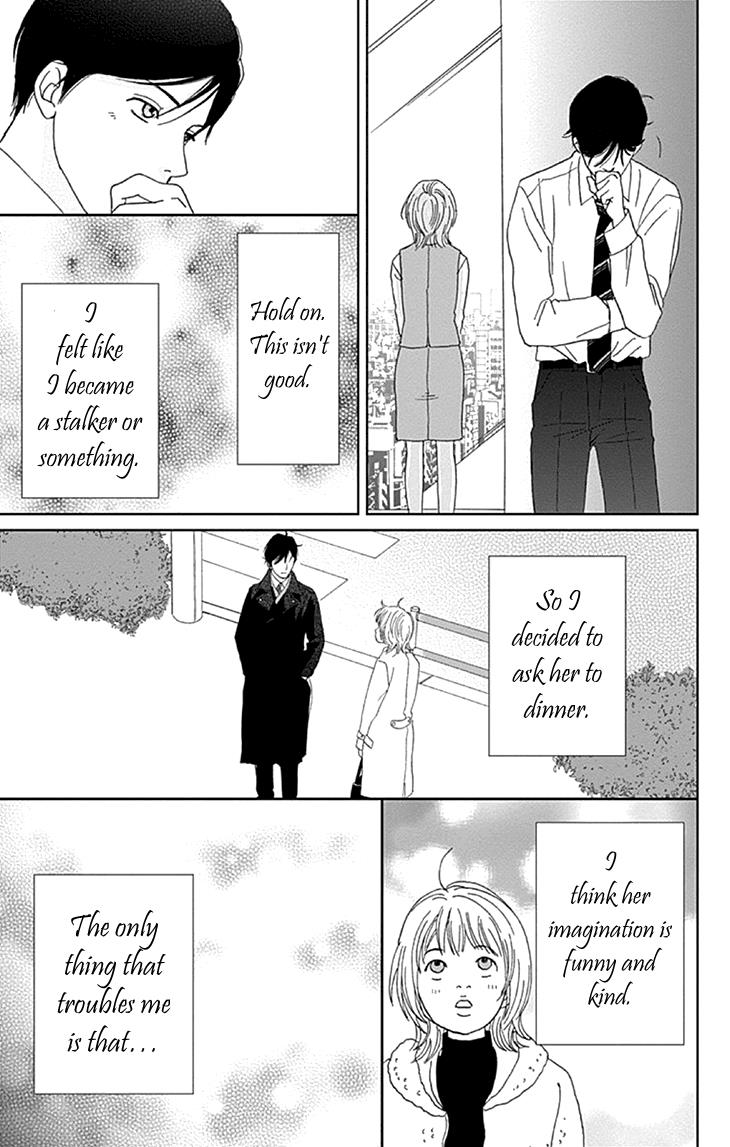 Hold on.
This isn't
good.
I
felt like
I became
a stalker or
something.
So I
decided to
ask her to
dinner.
I
think her
imagination is
funny and
kind.
The only
thing that
troubles me
is that...